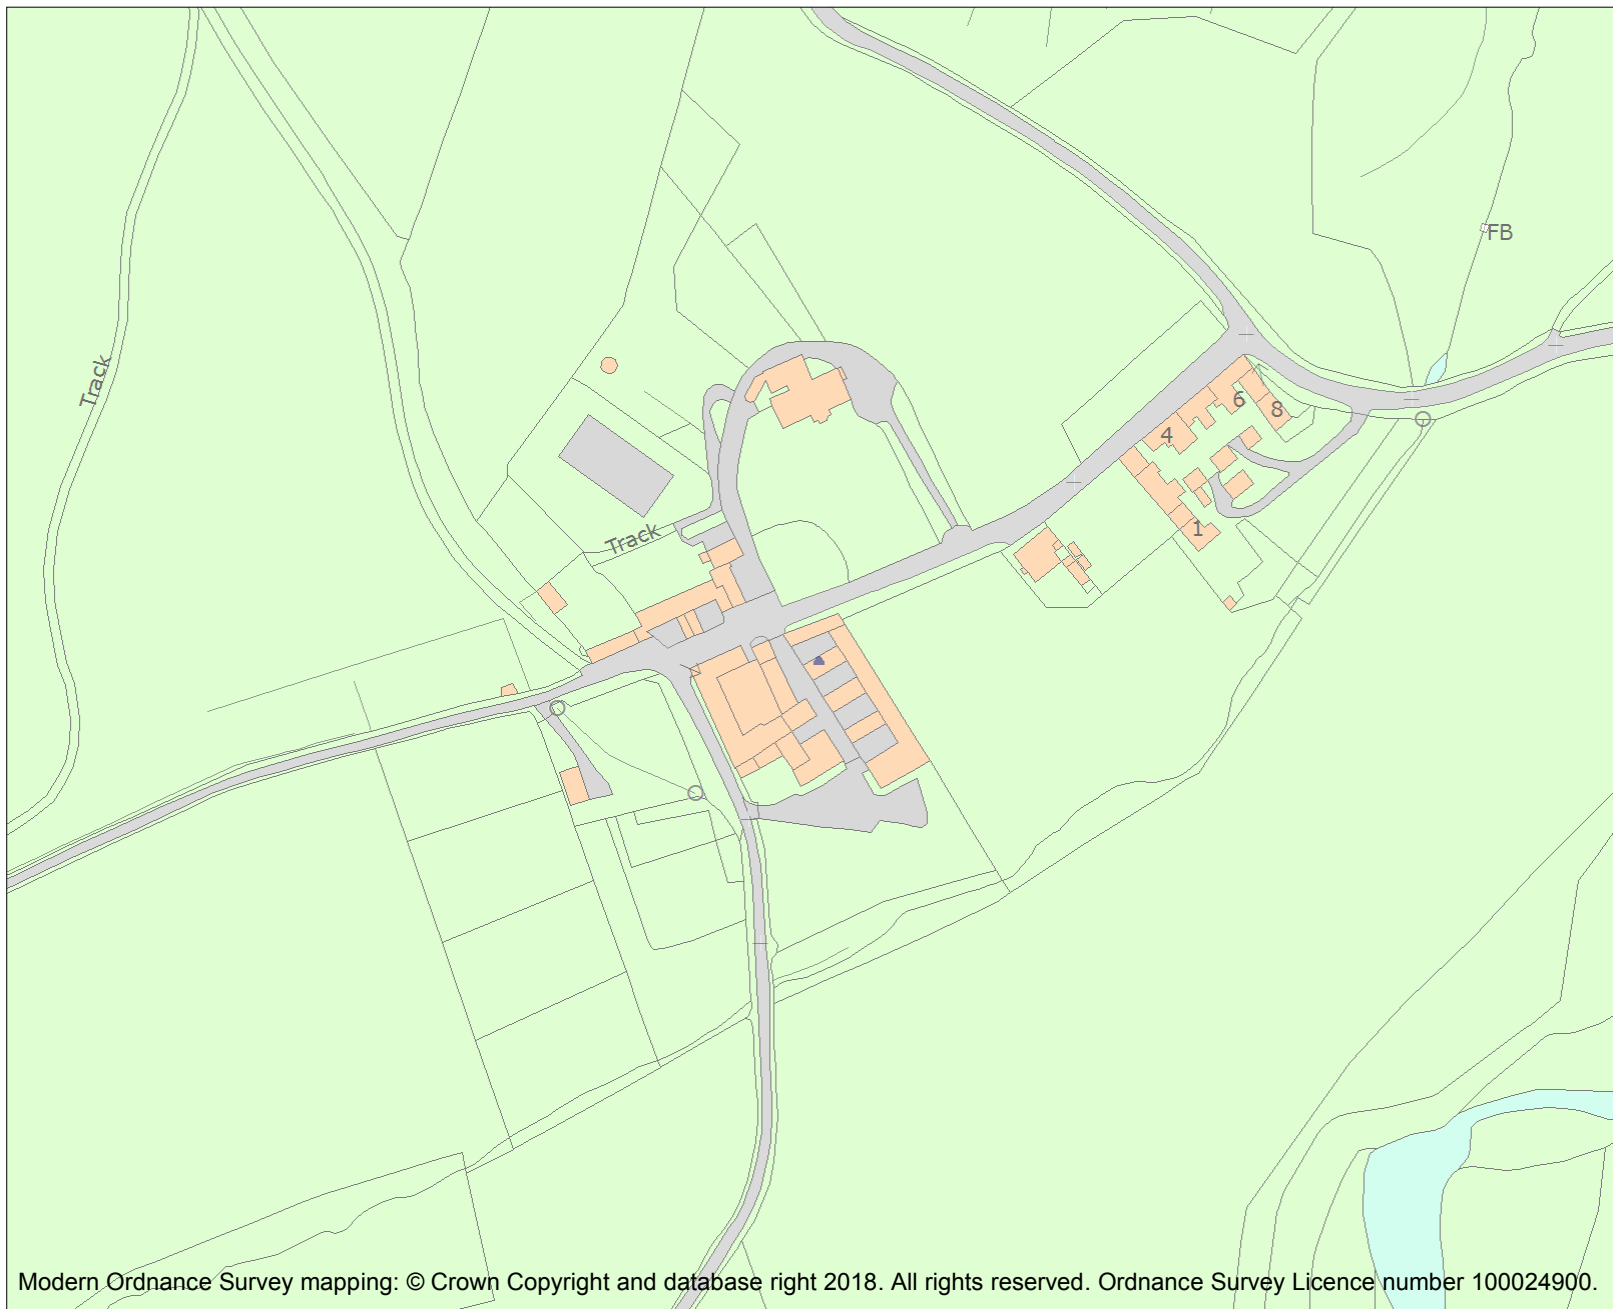 FB
Track
6
8
4
1
Track
Modern Ordnance Survey mapping: © Crown Copyright and database right 2018. All rights reserved. Ordnance Survey Licence number 100024900.